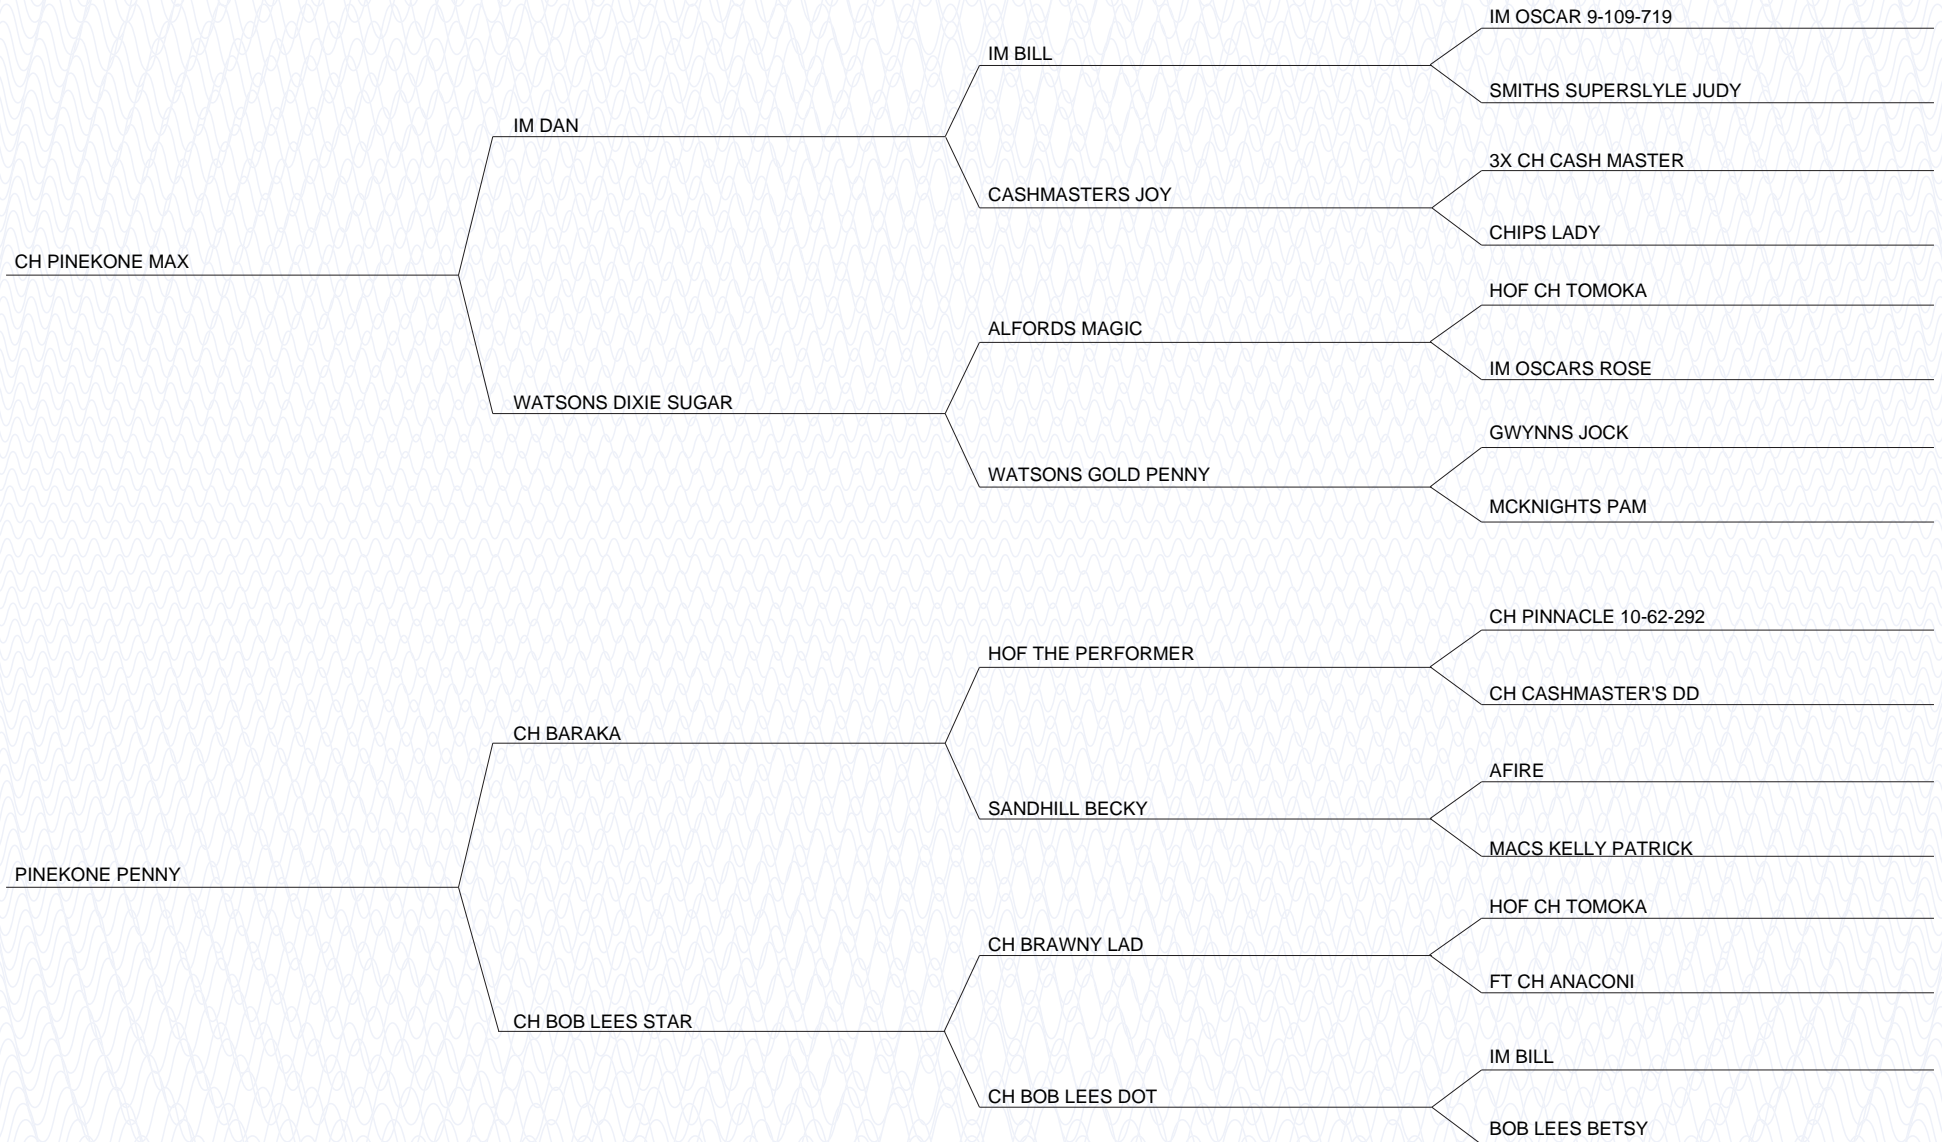 IM OSCAR 9-109-719
IM BILL
SMITHS SUPERSLYLE JUDY
IM DAN
3X CH CASH MASTER
CASHMASTERS JOY
CHIPS LADY
CH PINEKONE MAX
HOF CH TOMOKA
ALFORDS MAGIC
IM OSCARS ROSE
WATSONS DIXIE SUGAR
GWYNNS JOCK
WATSONS GOLD PENNY
MCKNIGHTS PAM
CH PINNACLE 10-62-292
HOF THE PERFORMER
CH CASHMASTER'S DD
CH BARAKA
AFIRE
SANDHILL BECKY
MACS KELLY PATRICK
PINEKONE PENNY
HOF CH TOMOKA
CH BRAWNY LAD
FT CH ANACONI
CH BOB LEES STAR
IM BILL
CH BOB LEES DOT
BOB LEES BETSY